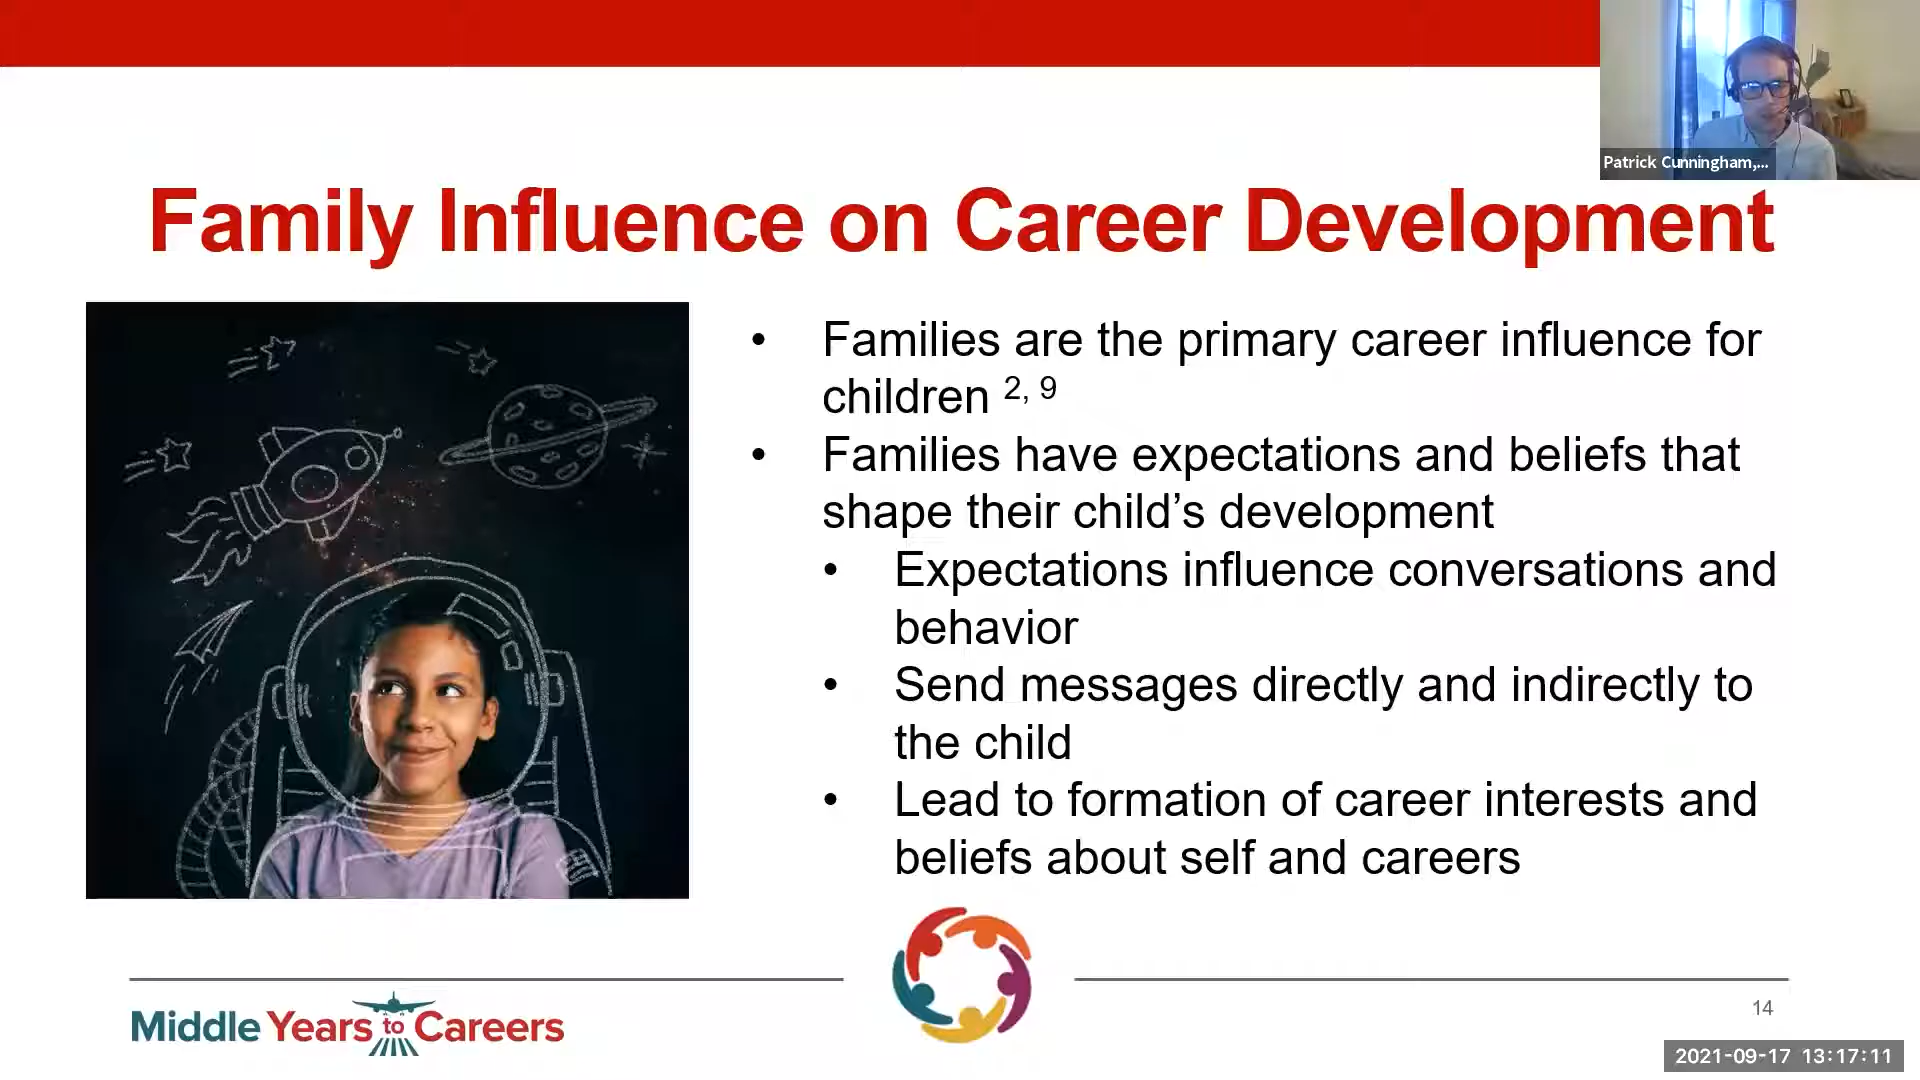 Patrick Cunningham,...
Family Influence on Career Development
• Families are the primary career influence for
children 2, 9
• Families have expectations and beliefs that
shape their child’s development
• Expectations influence conversations and
behavior
• Send messages directly and indirectly to
the child
• Lead to formation of career interests and
beliefs about self and careers
Middle Years to Careers
14
2021-09-17 13:17:11